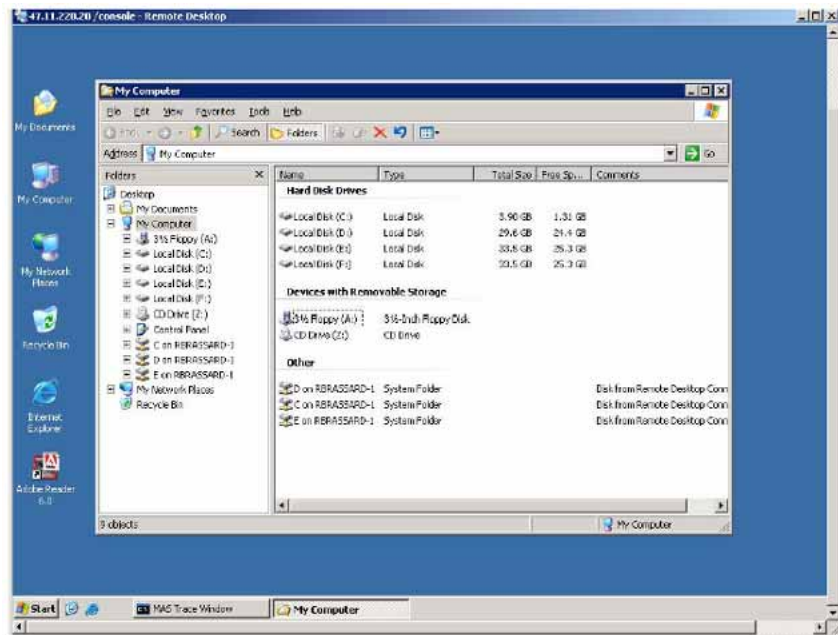 47.11.220.20 /console - Remote Desktop
My Documents
My Computer
My Network
Places
Recycle Bin
Internet
Explorer
Adobe Reader
6.0
My Computer
File Edit View Favorites Tools Help
Search Folders
Address My Computer Go
Folders
Desktop
My Documents
My Computer
3½ Floppy (A:)
Local Disk (C:)
Local Disk (D:)
Local Disk (E:)
Local Disk (F:)
CD Drive (Z:)
Control Panel
C on RBRASSARD-1
D on RBRASSARD-1
E on RBRASSARD-1
My Network Places
Recycle Bin
Name Type Total Size Free Sp... Comments
Hard Disk Drives
Local Disk (C:) Local Disk 3.90 GB 1.31 GB
Local Disk (D:) Local Disk 29.6 GB 24.4 GB
Local Disk (E:) Local Disk 33.5 GB 25.3 GB
Local Disk (F:) Local Disk 33.5 GB 25.3 GB
Devices with Removable Storage
3½ Floppy (A:) 3½-Inch Floppy Disk
CD Drive (Z:) CD Drive
Other
D on RBRASSARD-1 System Folder Disk from Remote Desktop Conn
C on RBRASSARD-1 System Folder Disk from Remote Desktop Conn
E on RBRASSARD-1 System Folder Disk from Remote Desktop Conn
9 objects My Computer
Start MAS Trace Window My Computer